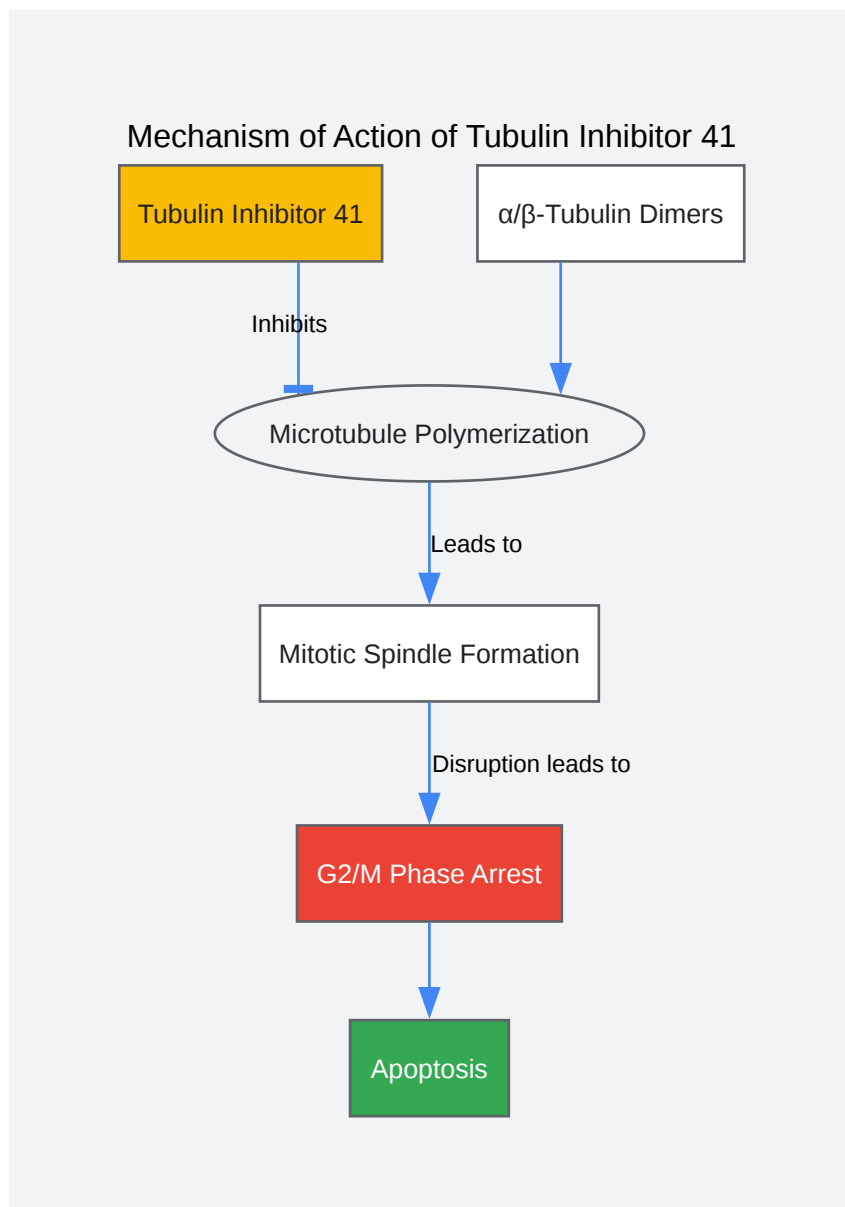 Mechanism of Action of Tubulin Inhibitor 41
Tubulin Inhibitor 41
α/β-Tubulin Dimers
Inhibits
Microtubule Polymerization
Leads to
Mitotic Spindle Formation
Disruption leads to
G2/M Phase Arrest
Apoptosis